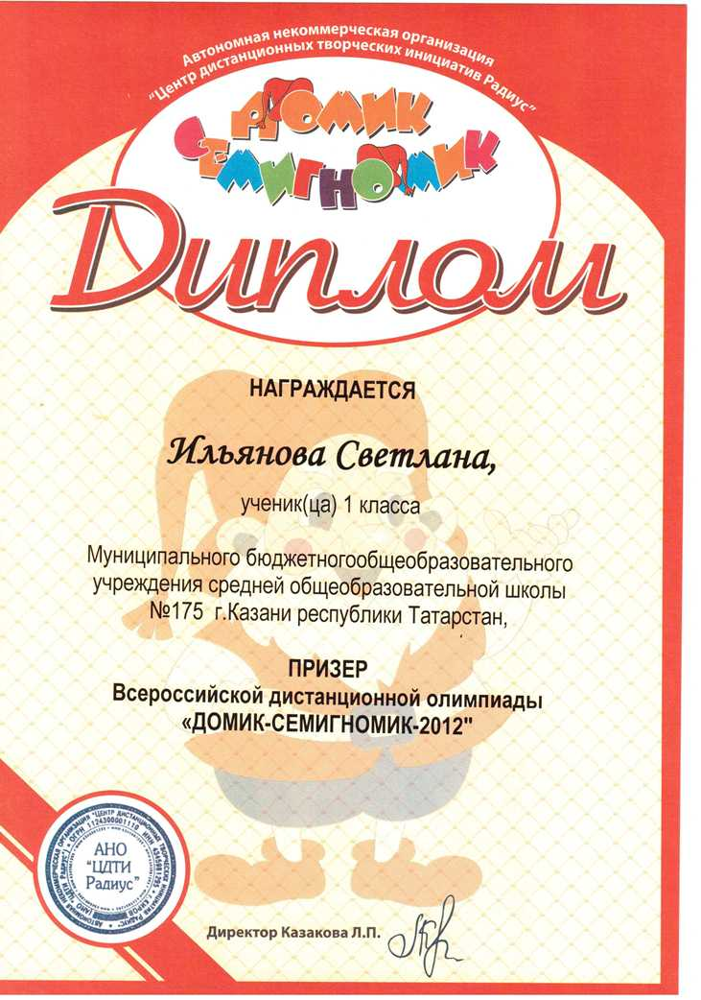 Автономная некоммерческая организация
"Центр дистанционных творческих инициатив Радиус"
ДОМИК
СЕМИГНОМИК
Диплом
НАГРАЖДАЕТСЯ
Ильянова Светлана,
ученик(ца) 1 класса
Муниципального бюджетногообщеобразовательного
учреждения средней общеобразовательной школы
№175 г.Казани республики Татарстан,
ПРИЗЕР
Всероссийской дистанционной олимпиады
«ДОМИК-СЕМИГНОМИК-2012"
АНО
"ЦДТИ
Радиус"
Директор Казакова Л.П.